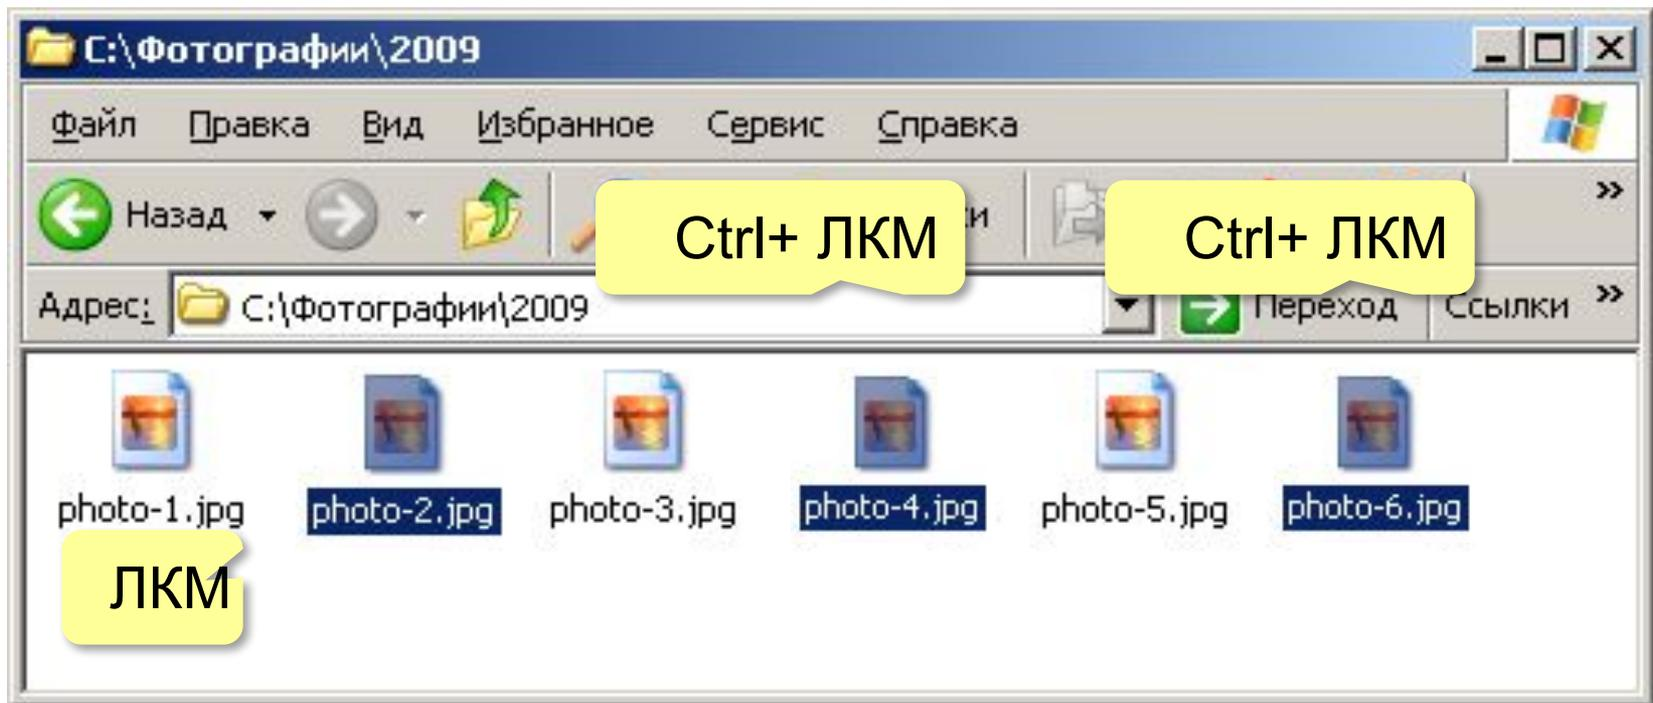 C:\Фотографии\2009
Файл Правка Вид Избранное Сервис Справка
Назад Ctrl+ ЛКМ Ctrl+ ЛКМ »
Адрес: C:\Фотографии\2009 Переход Ссылки »
photo-1.jpg photo-2.jpg photo-3.jpg photo-4.jpg photo-5.jpg photo-6.jpg
ЛКМ